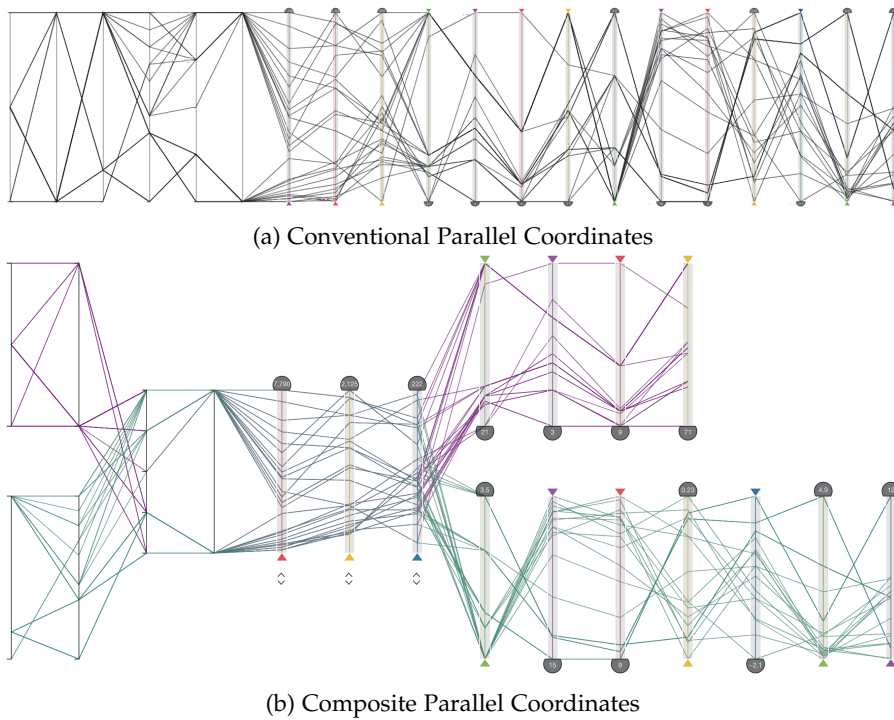 (a) Conventional Parallel Coordinates
7,790 2,125 222
21 3 9 71
3.5 0.23 4.9 12
15 9 -2.1
(b) Composite Parallel Coordinates